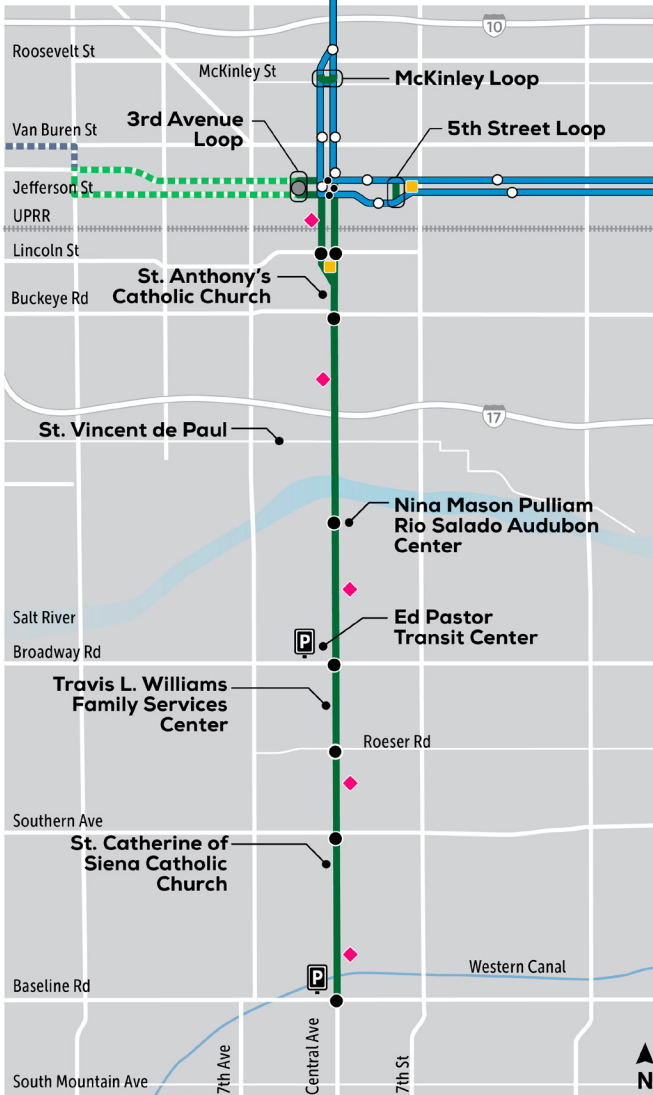 10
Roosevelt St
McKinley St
McKinley Loop
3rd Avenue
Loop
5th Street Loop
Van Buren St
Jefferson St
UPRR
Lincoln St
St. Anthony's
Catholic Church
Buckeye Rd
17
St. Vincent de Paul
Nina Mason Pulliam
Rio Salado Audubon
Center
Salt River
Ed Pastor
Transit Center
P
Broadway Rd
Travis L. Williams
Family Services
Center
Roeser Rd
Southern Ave
St. Catherine of
Siena Catholic
Church
Western Canal
P
Baseline Rd
7th Ave
Central Ave
7th St
South Mountain Ave
N